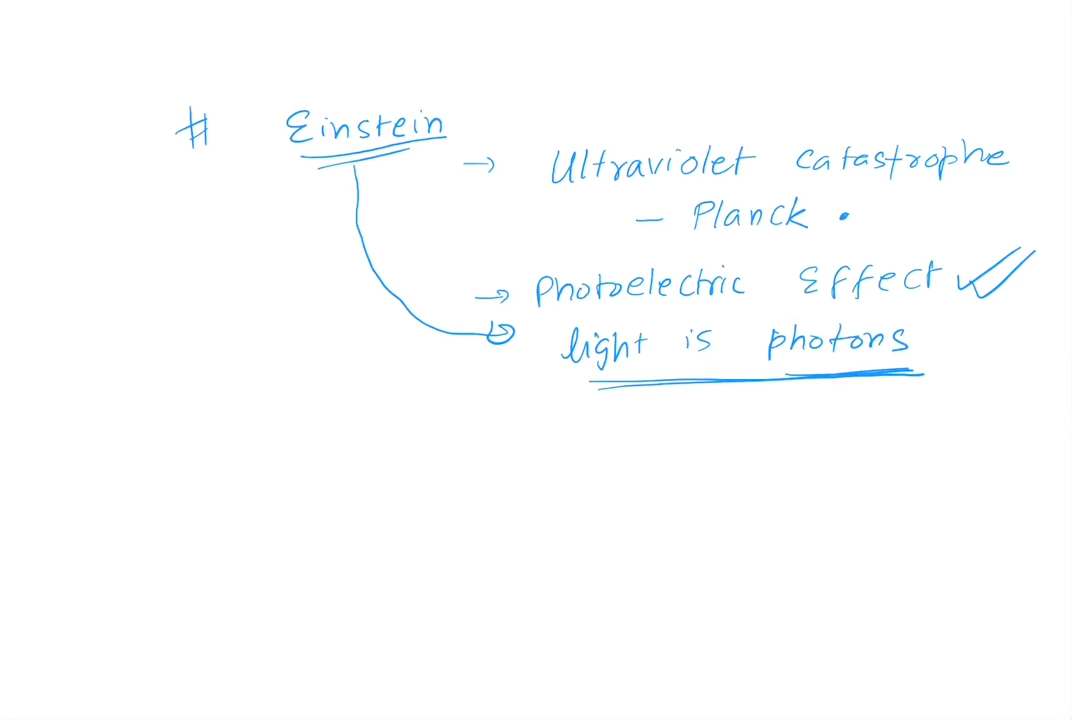 # Einstein
→ Ultraviolet Catastrophe
— Planck •
→ Photoelectric Effect ✓
light is photons